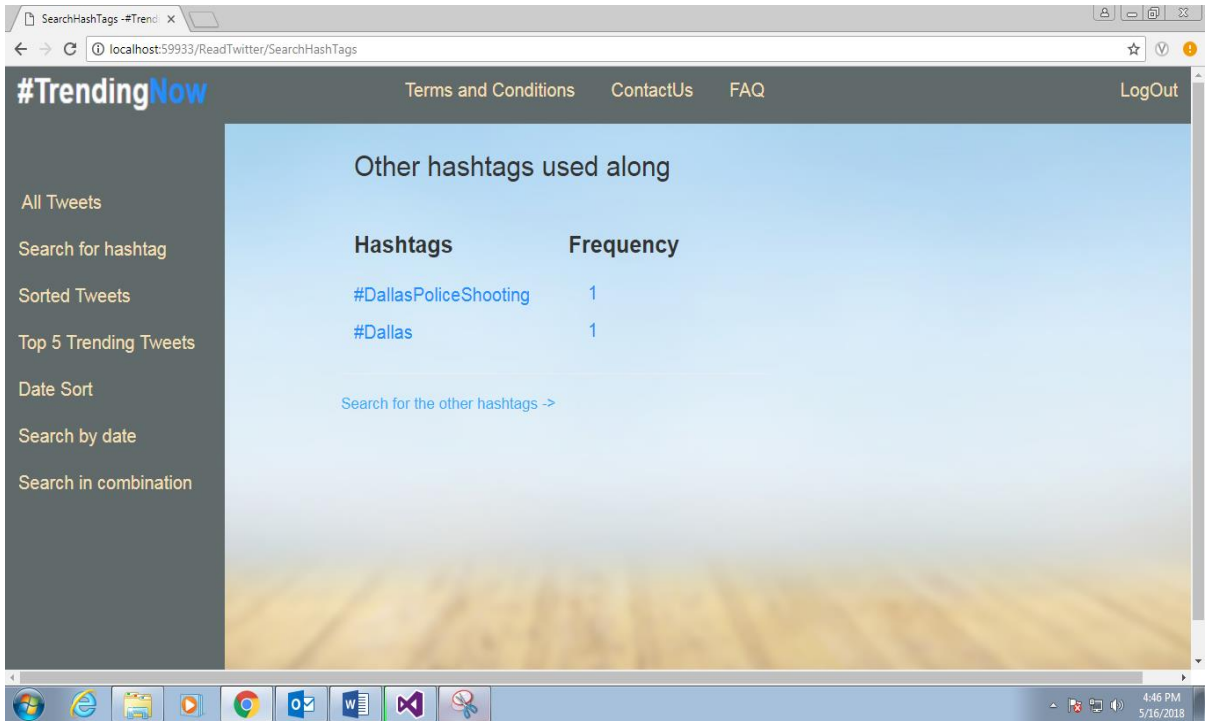 SearchHashTags -#Trend
localhost:59933/ReadTwitter/SearchHashTags
#TrendingNow
Terms and Conditions
ContactUs
FAQ
LogOut
All Tweets
Search for hashtag
Sorted Tweets
Top 5 Trending Tweets
Date Sort
Search by date
Search in combination
Other hashtags used along
Hashtags Frequency
#DallasPoliceShooting 1
#Dallas 1
Search for the other hashtags ->
4:46 PM
5/16/2018